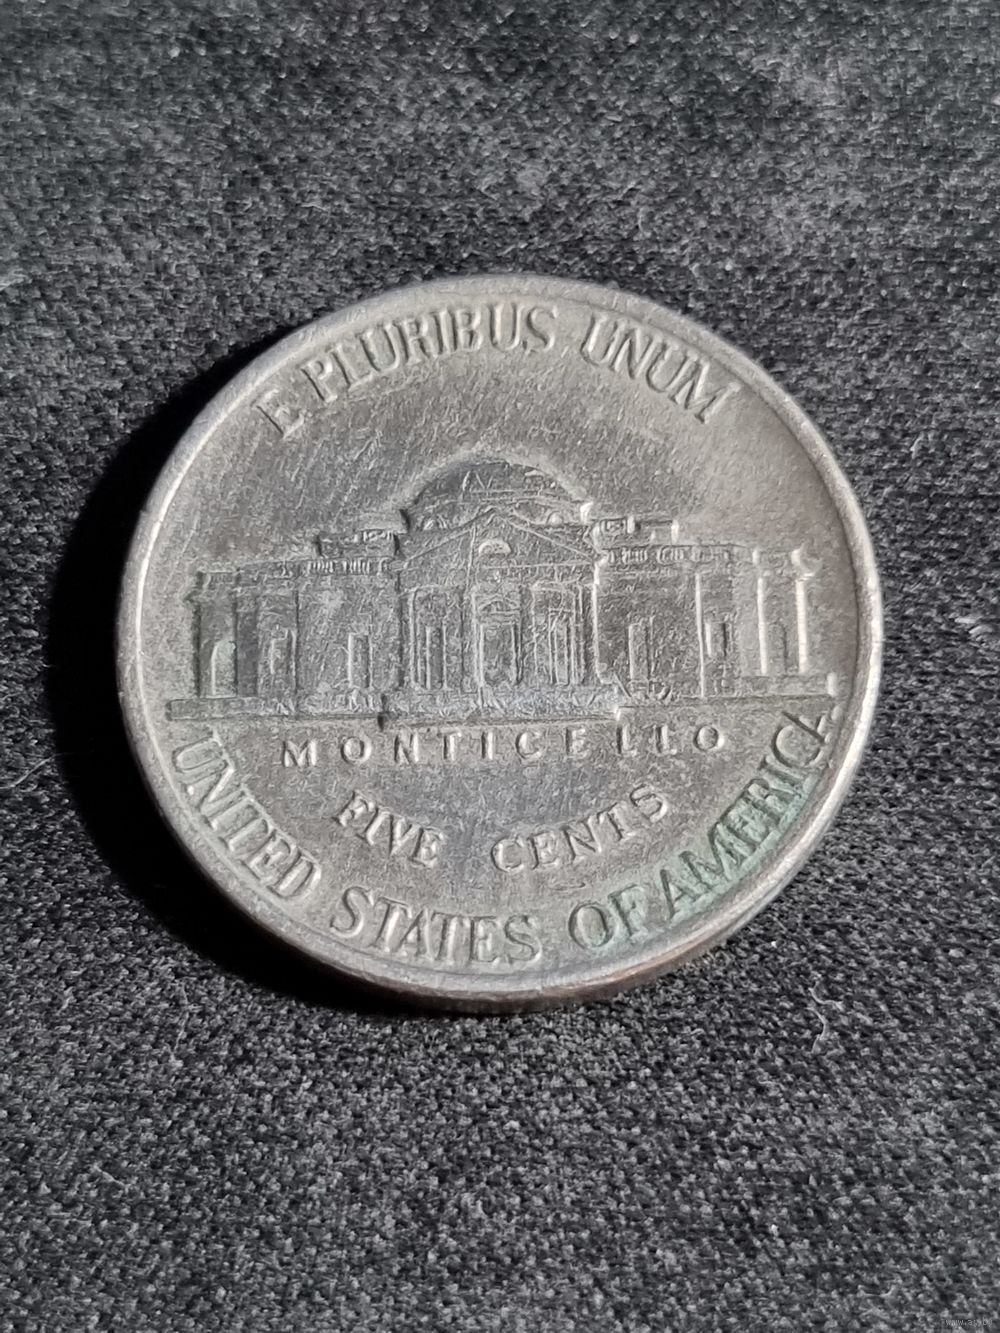 E PLURIBUS UNUM
MONTICELLO
FIVE CENTS
UNITED STATES OF AMERICA